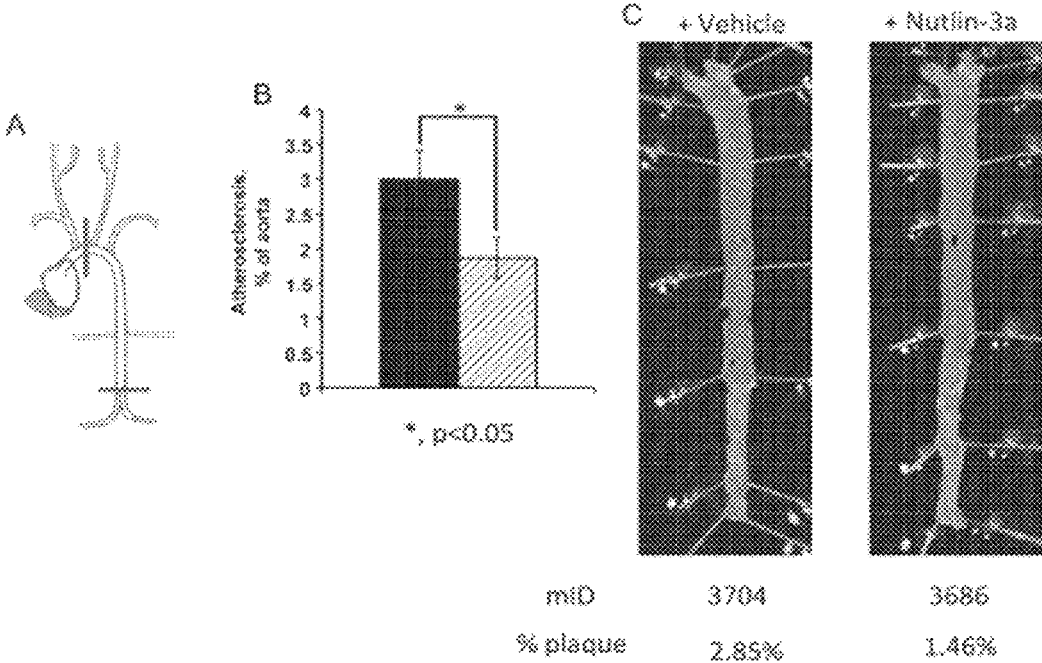 A
B
Atherosclerosis,
% of aorta
4
3.5
3
2.5
2
1.5
1
0.5
0
*
*, p<0.05
C
+ Vehicle
+ Nutlin-3a
mID 3704 3686
% plaque 2.85% 1.46%